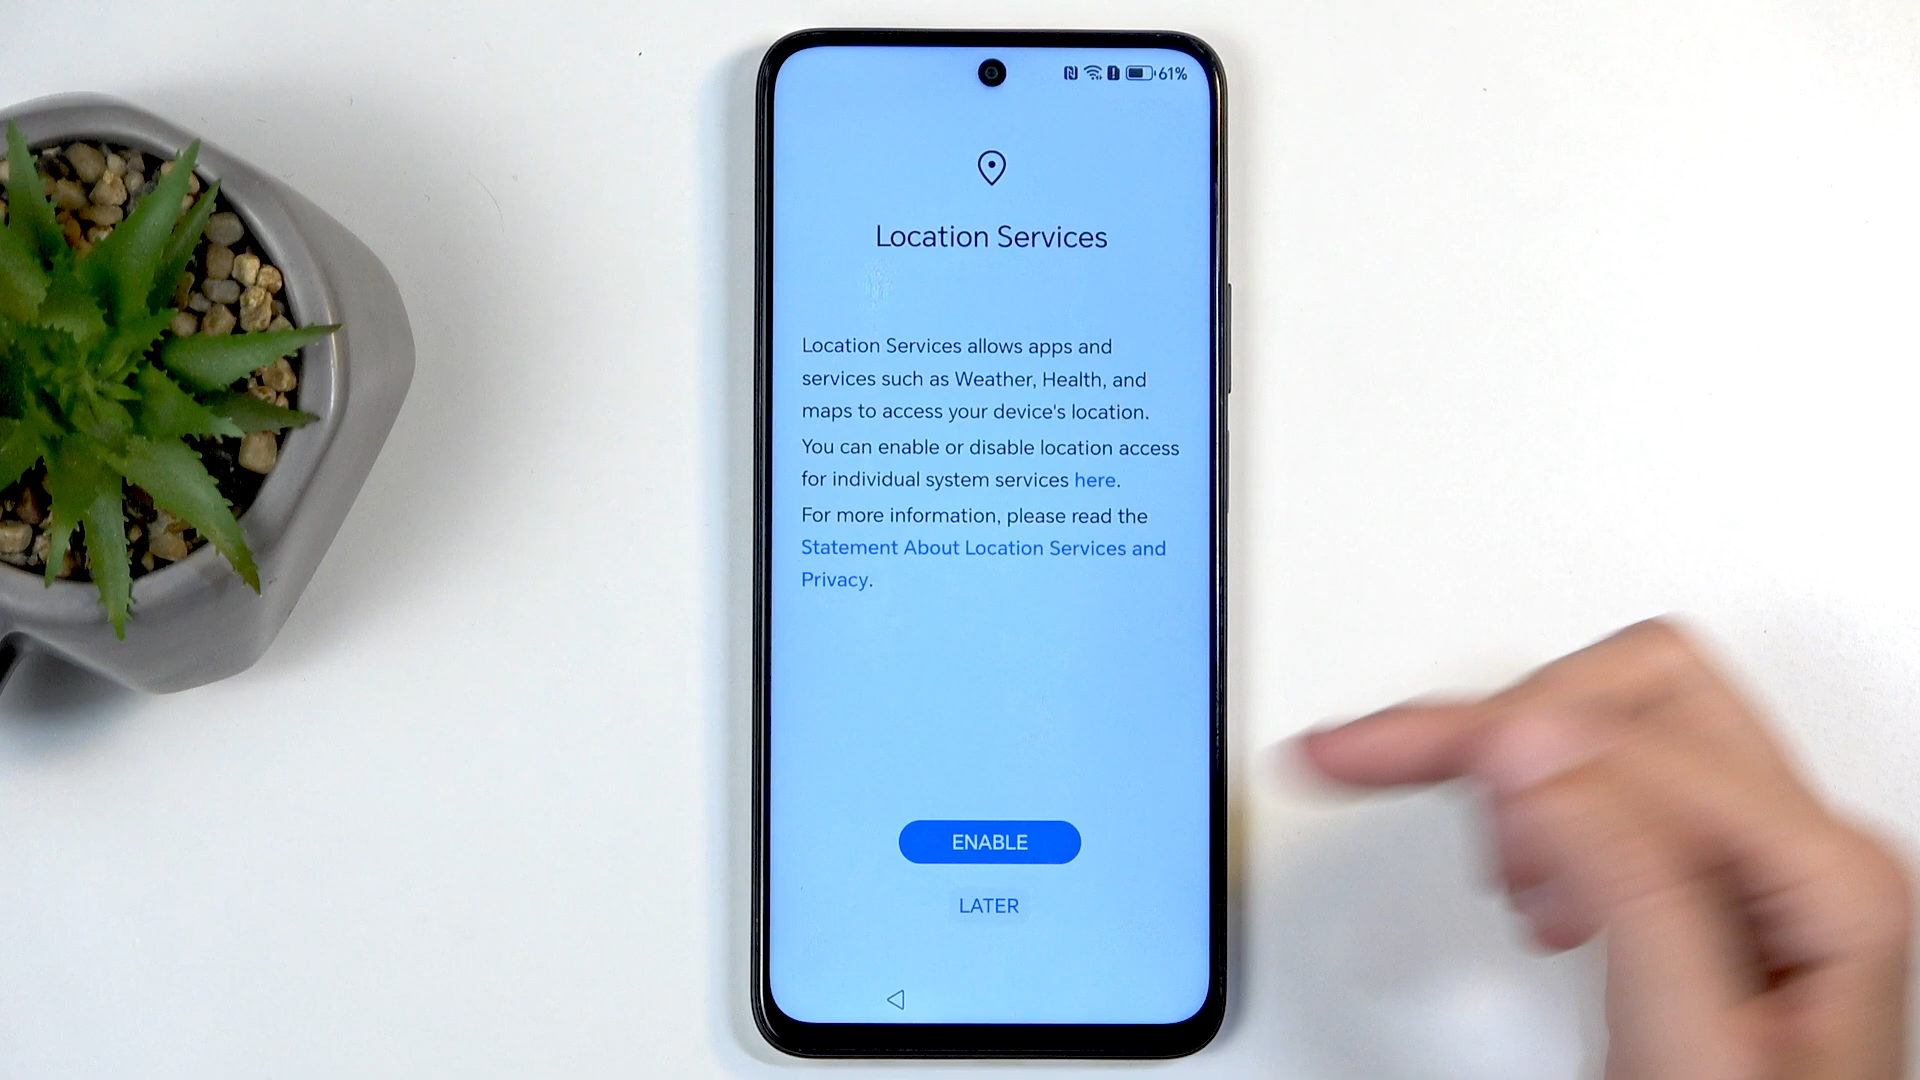 61%
Location Services
Location Services allows apps and
services such as Weather, Health, and
maps to access your device's location.
You can enable or disable location access
for individual system services here.
For more information, please read the
Statement About Location Services and
Privacy.
ENABLE
LATER